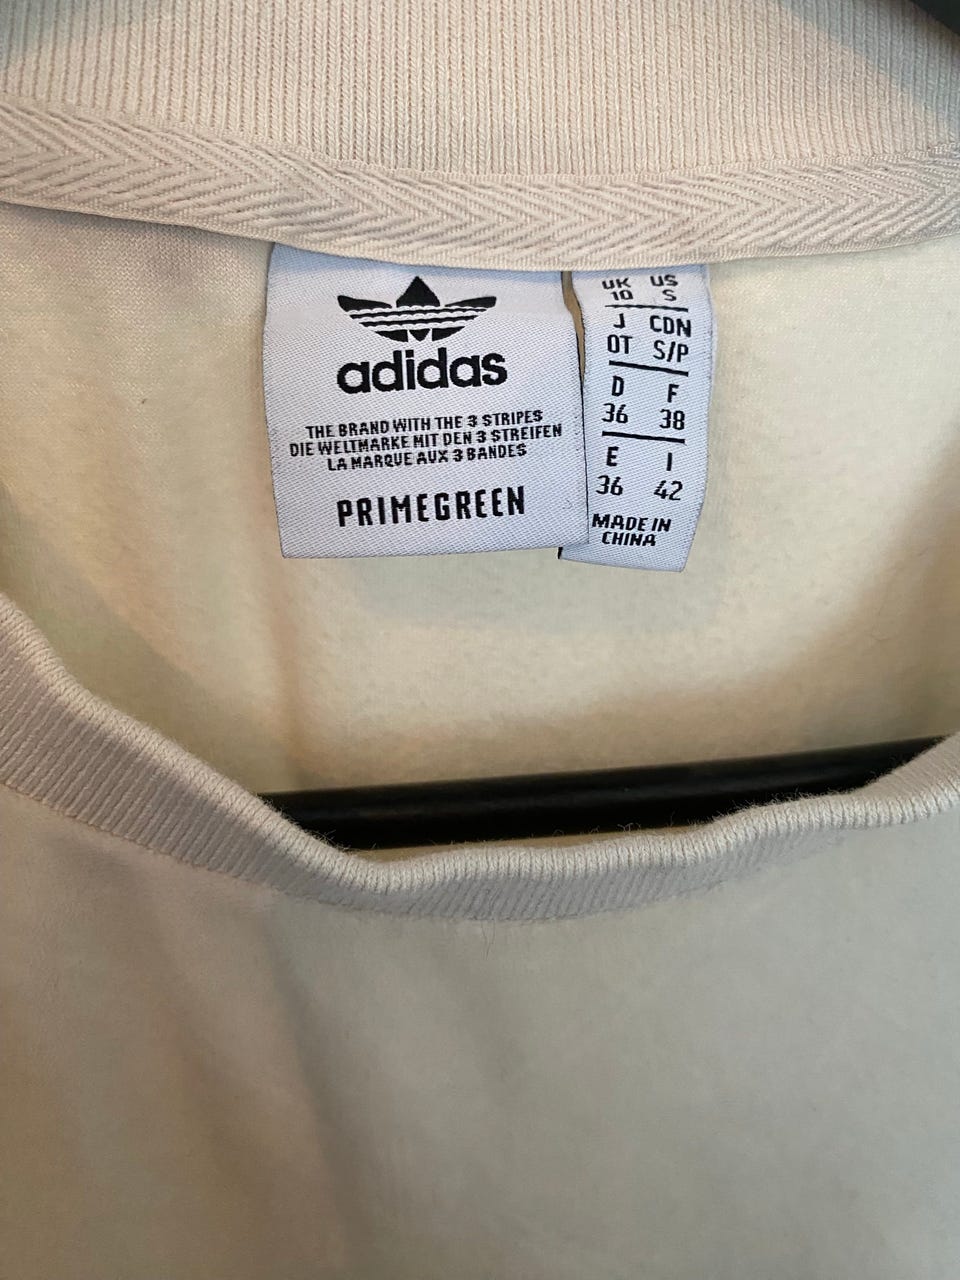 adidas
THE BRAND WITH THE 3 STRIPES
DIE WELTMARKE MIT DEN 3 STREIFEN
LA MARQUE AUX 3 BANDES
PRIMEGREEN
UK US
10 S
J CDN
OT S/P
D F
36 38
E I
36 42
MADE IN
CHINA